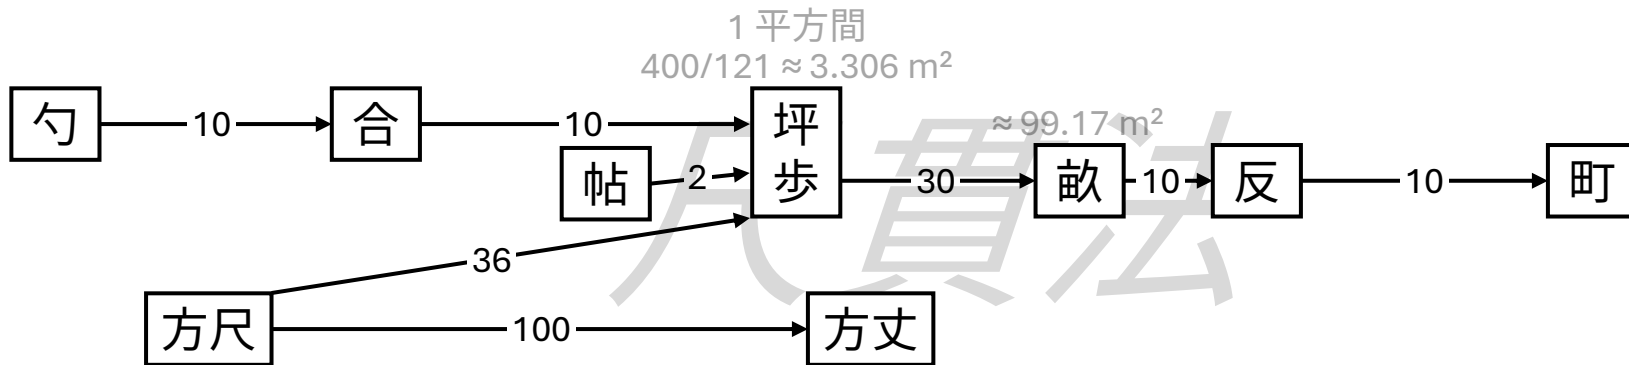 1 平方間
400/121 ≈ 3.306 m²
勺
10
合
10
坪
歩
帖
2
≈ 99.17 m²
30
畝
10
反
10
町
36
方尺
100
方丈
尺貫法